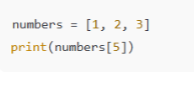 numbers = [1, 2, 3]
print(numbers[5])